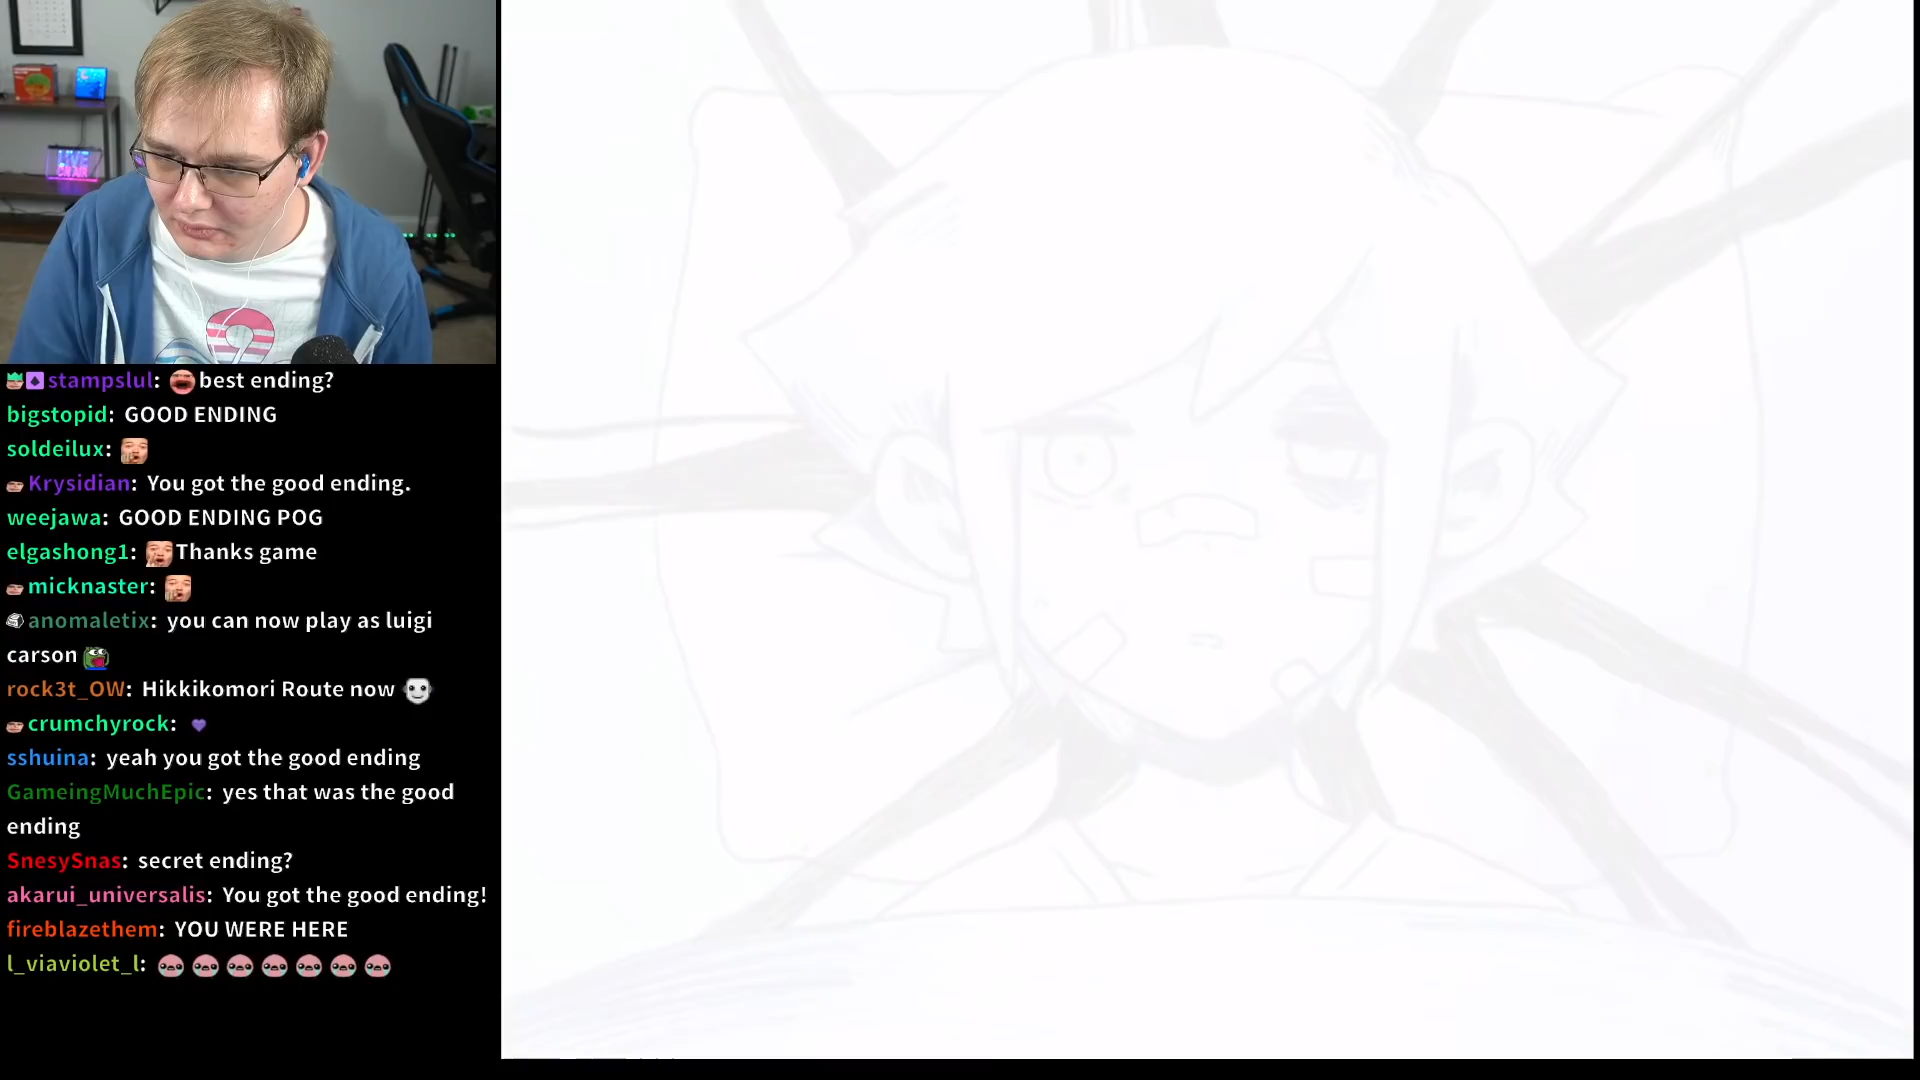 LIVE
ON AIR
stampslul: best ending?
bigstopid: GOOD ENDING
soldeilux:
Krysidian: You got the good ending.
weejawa: GOOD ENDING POG
elgashong1: Thanks game
micknaster:
anomaletix: you can now play as luigi
carson
rock3t_OW: Hikkikomori Route now
crumchyrock:
sshuina: yeah you got the good ending
GameingMuchEpic: yes that was the good
ending
SnesySnas: secret ending?
akarui_universalis: You got the good ending!
fireblazethem: YOU WERE HERE
l_viaviolet_l: